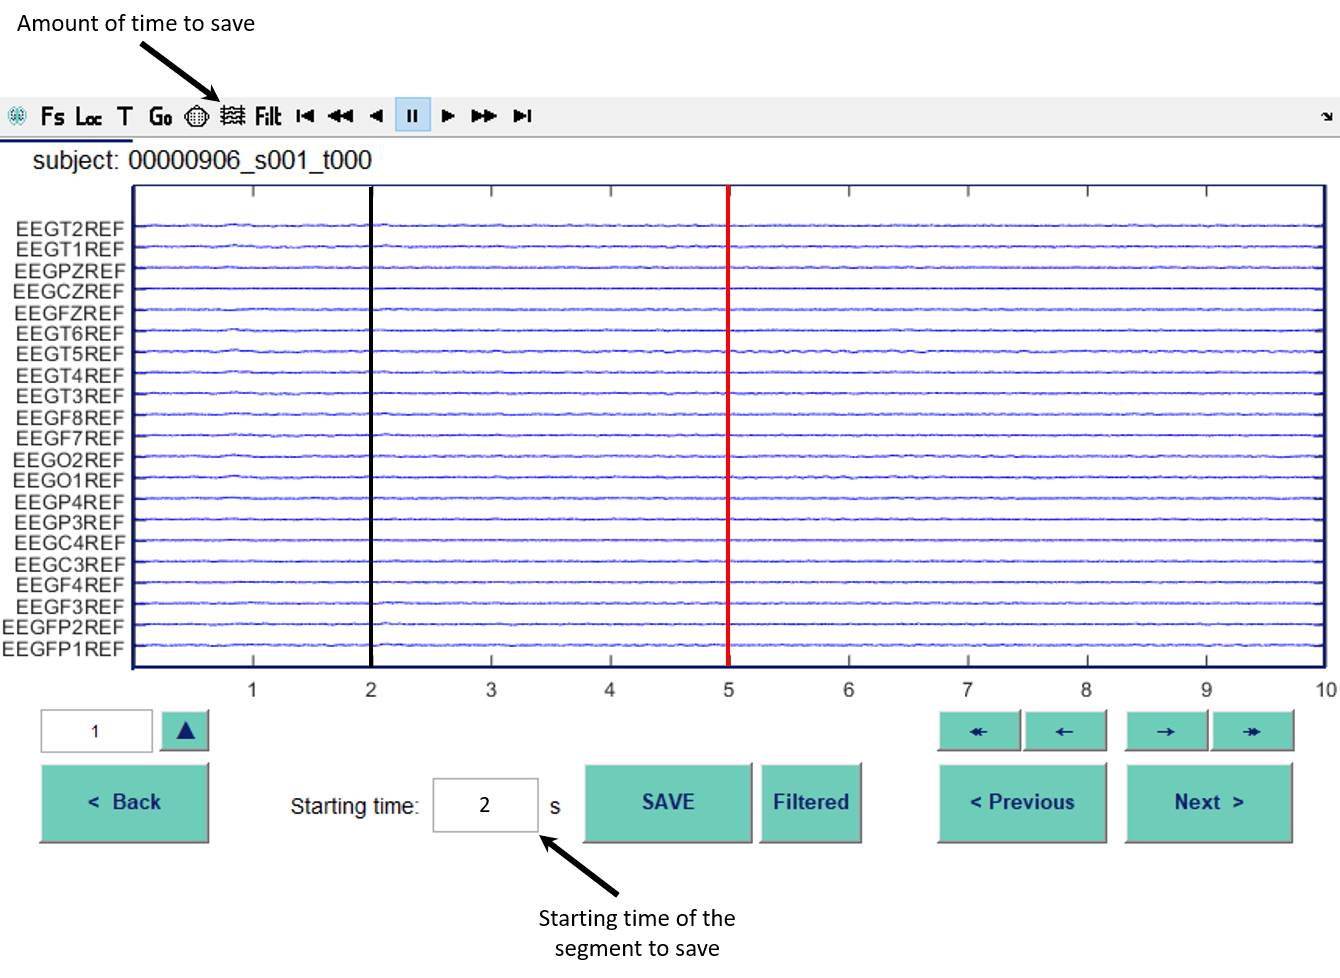 Amount of time to save
Fs Loc T Go Filt
subject: 00000906_s001_t000
EEGT2REF
EEGT1REF
EEGPZREF
EEGCZREF
EEGFZREF
EEGT6REF
EEGT5REF
EEGT4REF
EEGT3REF
EEGF8REF
EEGF7REF
EEGO2REF
EEGO1REF
EEGP4REF
EEGP3REF
EEGC4REF
EEGC3REF
EEGF4REF
EEGF3REF
EEGFP2REF
EEGFP1REF
1 2 3 4 5 6 7 8 9 10
1
< Back
Starting time: 2 s
SAVE
Filtered
< Previous
Next >
Starting time of the
segment to save